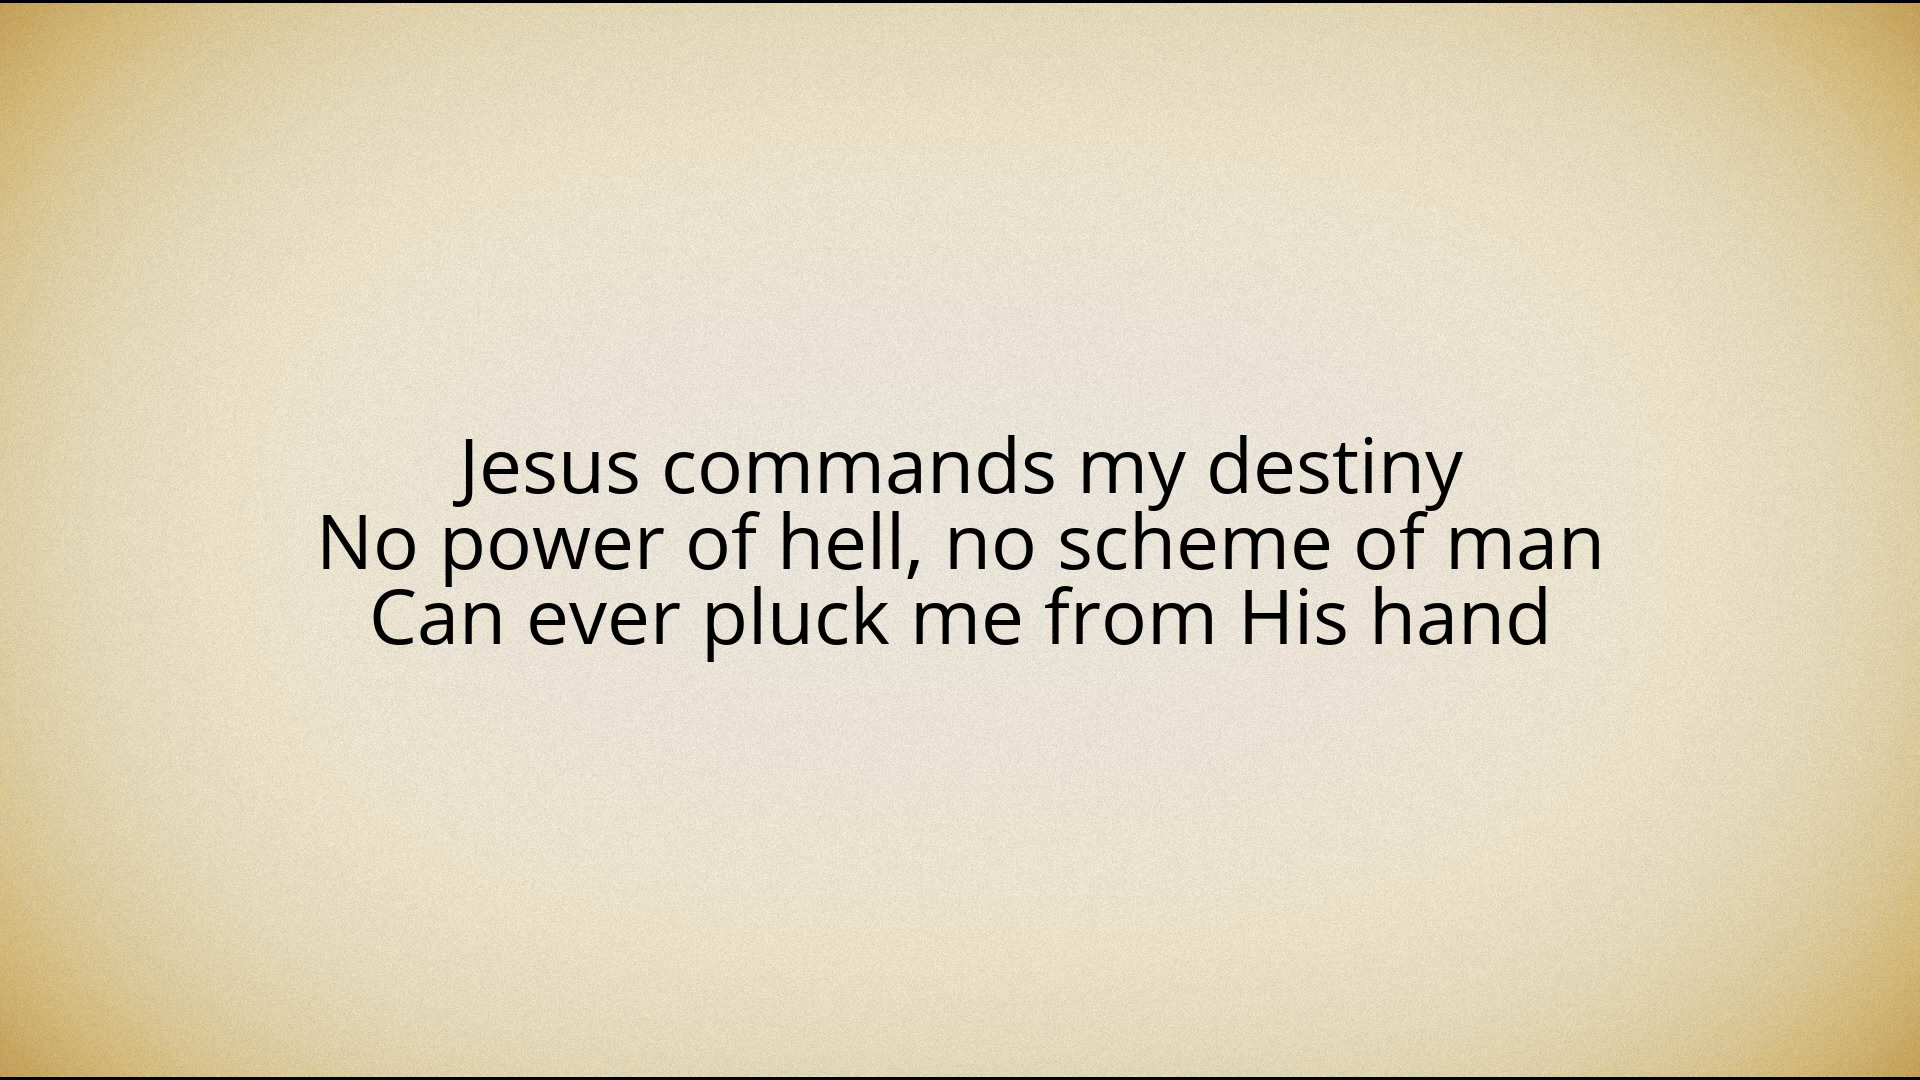 Jesus commands my destiny
No power of hell, no scheme of man
Can ever pluck me from His hand